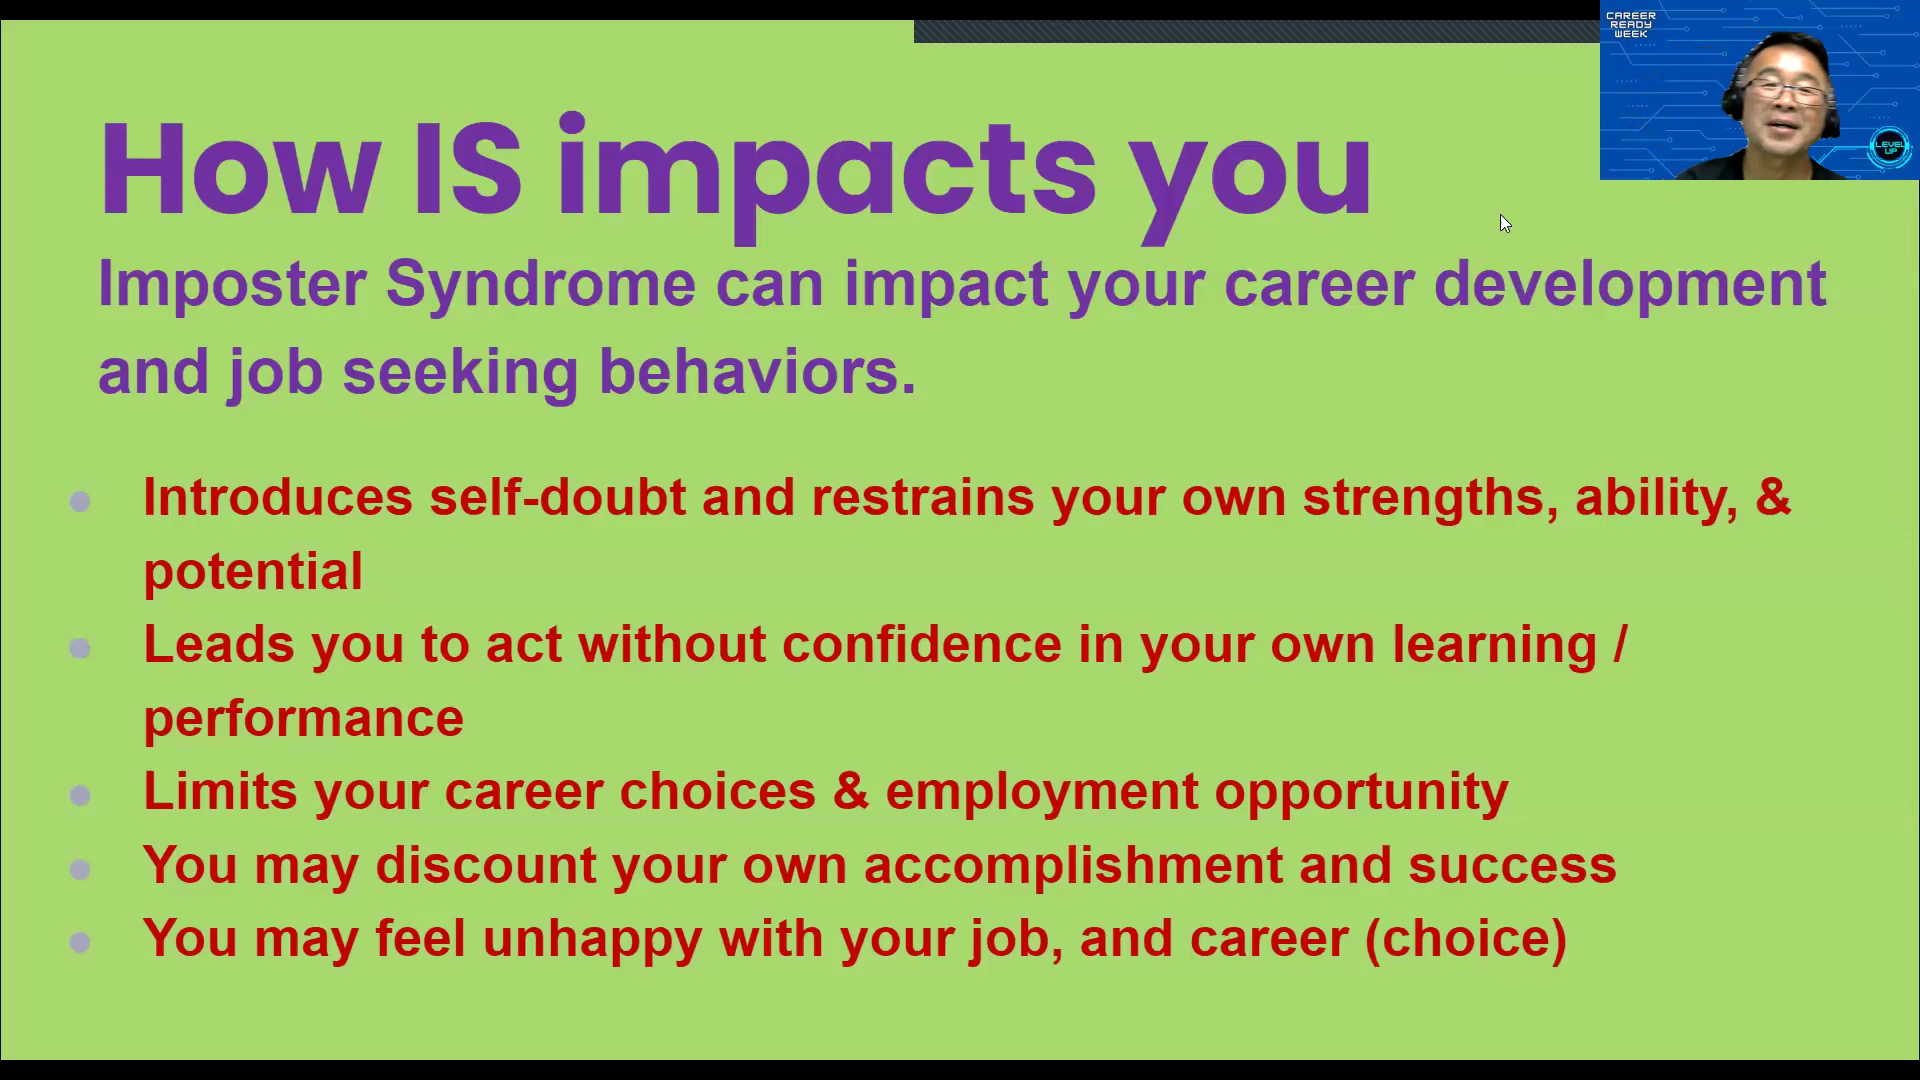 CAREER
READY
WEEK
LEVEL
UP
How IS impacts you
Imposter Syndrome can impact your career development
and job seeking behaviors.
Introduces self-doubt and restrains your own strengths, ability, &
potential
Leads you to act without confidence in your own learning /
performance
Limits your career choices & employment opportunity
You may discount your own accomplishment and success
You may feel unhappy with your job, and career (choice)